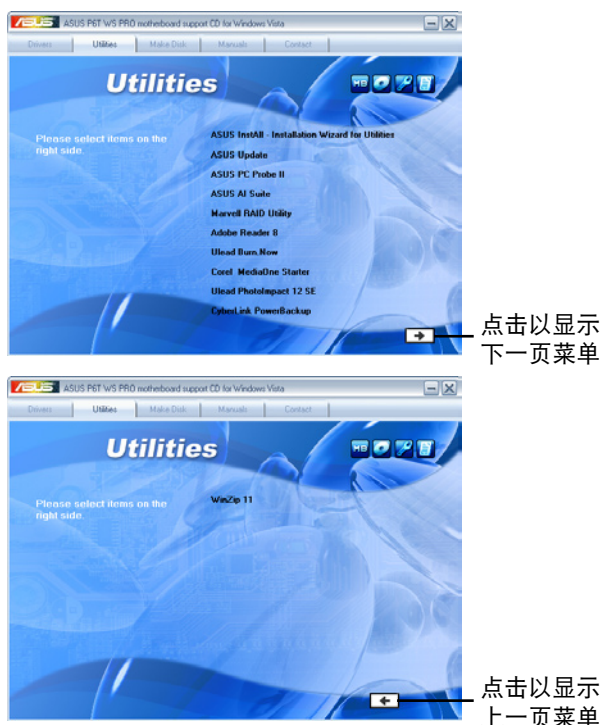 ASUS ASUS P6T WS PRO motherboard support CD for Windows Vista
Drivers Utilities Make Disk Manuals Contact
Utilities
MB
Please select items on the
right side.
ASUS InstAll - Installation Wizard for Utilities
ASUS Update
ASUS PC Probe II
ASUS AI Suite
Marvell RAID Utility
Adobe Reader 8
Ulead Burn.Now
Corel MediaOne Starter
Ulead PhotoImpact 12 SE
CyberLink PowerBackup
点击以显示
下一页菜单
ASUS ASUS P6T WS PRO motherboard support CD for Windows Vista
Drivers Utilities Make Disk Manuals Contact
Utilities
MB
Please select items on the
right side.
WinZip 11
点击以显示
上一页菜单